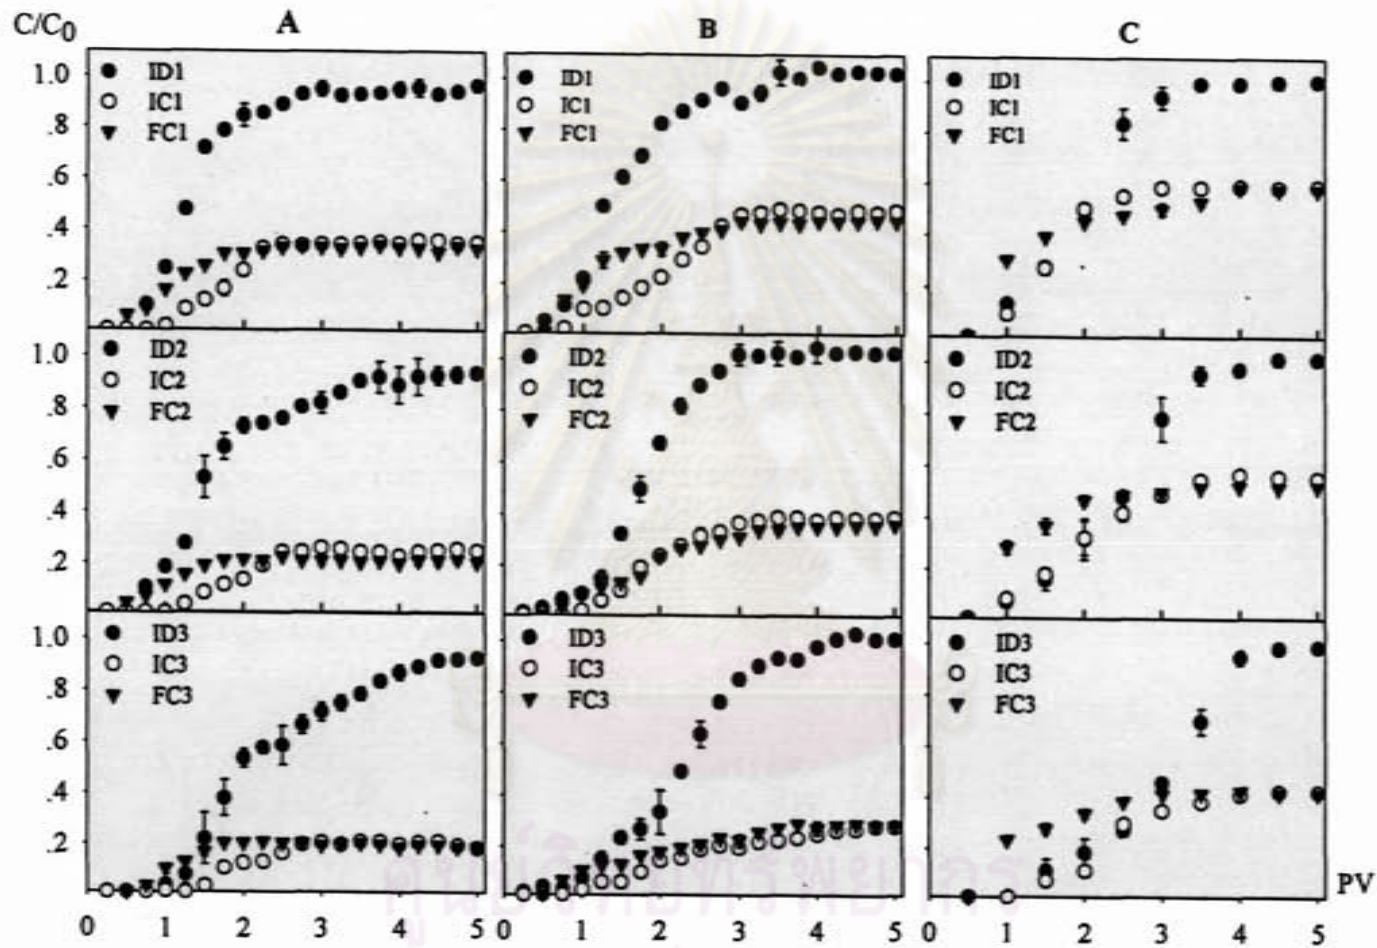 C/C0
A
B
C
1.0
.8
.6
.4
.2
ID1
IC1
FC1
ID1
IC1
FC1
ID1
IC1
FC1
1.0
.8
.6
.4
.2
ID2
IC2
FC2
ID2
IC2
FC2
ID2
IC2
FC2
1.0
.8
.6
.4
.2
ID3
IC3
FC3
ID3
IC3
FC3
ID3
IC3
FC3
PV
0 1 2 3 4 5
0 1 2 3 4 5
0 1 2 3 4 5